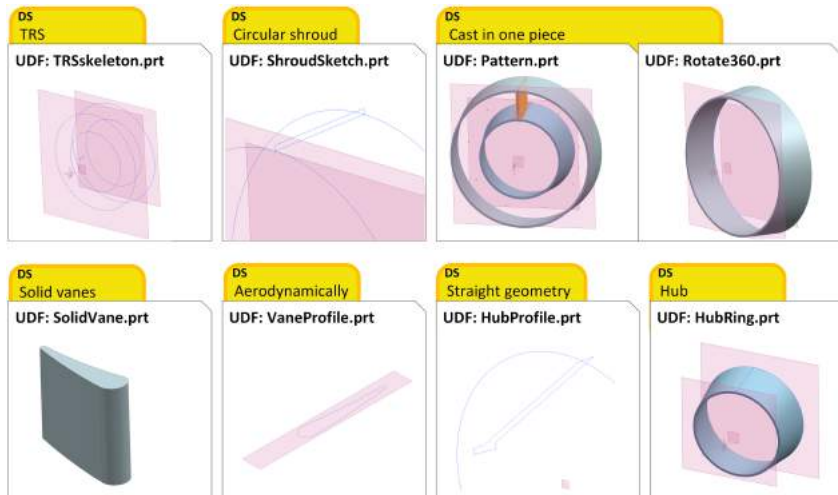 DS
TRS
UDF: TRSskeleton.prt
DS
Circular shroud
UDF: ShroudSketch.prt
DS
Cast in one piece
UDF: Pattern.prt
UDF: Rotate360.prt
DS
Solid vanes
UDF: SolidVane.prt
DS
Aerodynamically
UDF: VaneProfile.prt
DS
Straight geometry
UDF: HubProfile.prt
DS
Hub
UDF: HubRing.prt